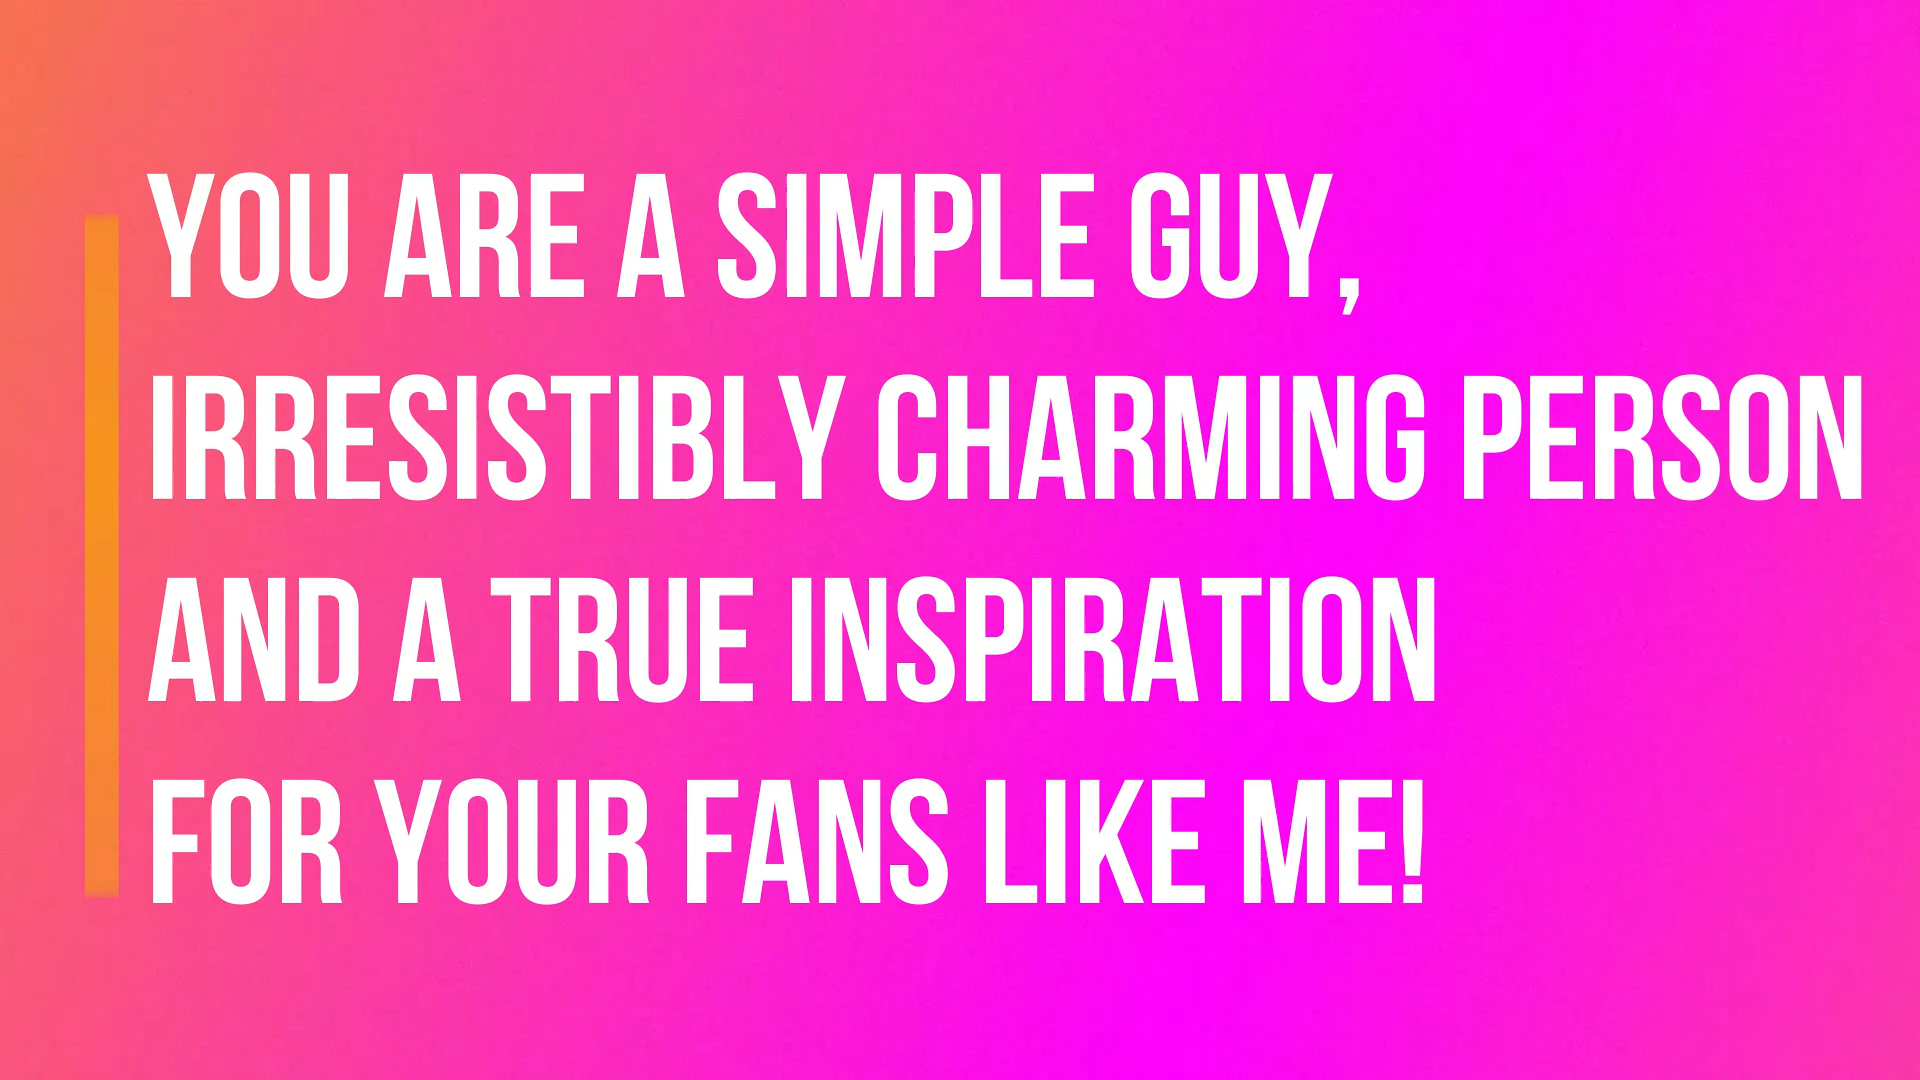 YOU ARE A SIMPLE GUY,
IRRESISTIBLY CHARMING PERSON
AND A TRUE INSPIRATION
FOR YOUR FANS LIKE ME!